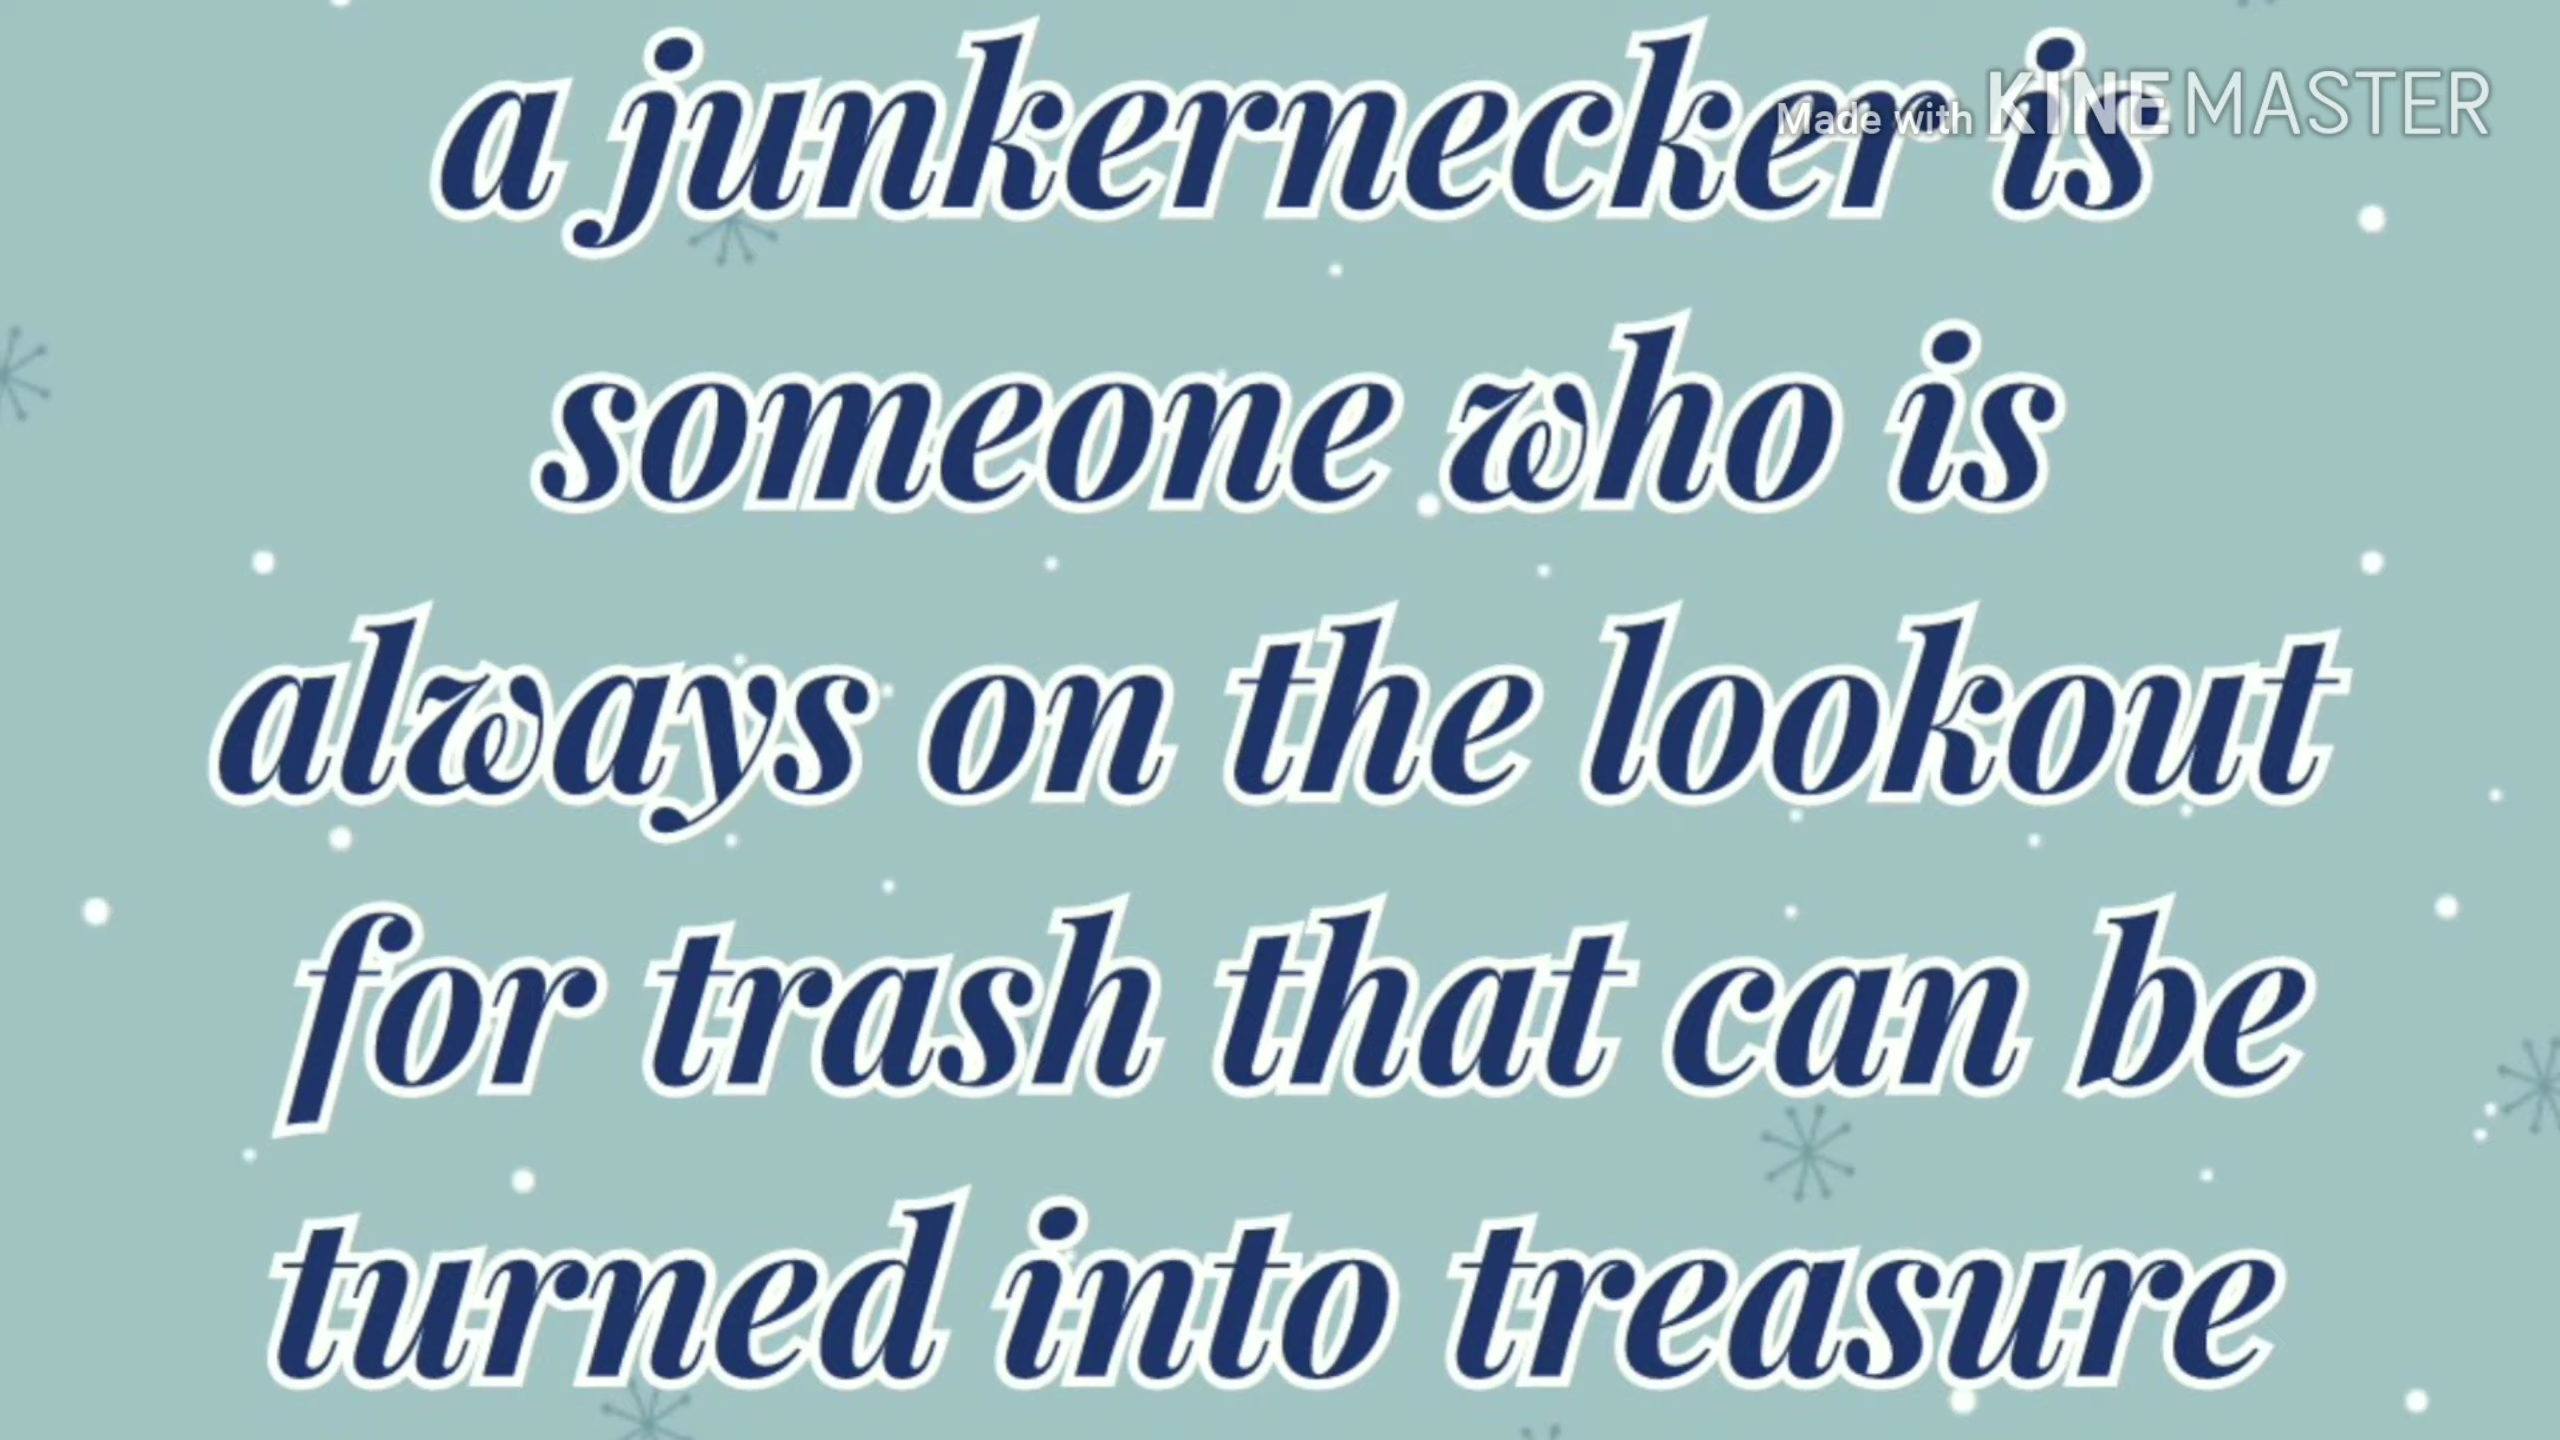 a junkernecker is
Made with KINEMASTER
someone who is
always on the lookout
for trash that can be
turned into treasure